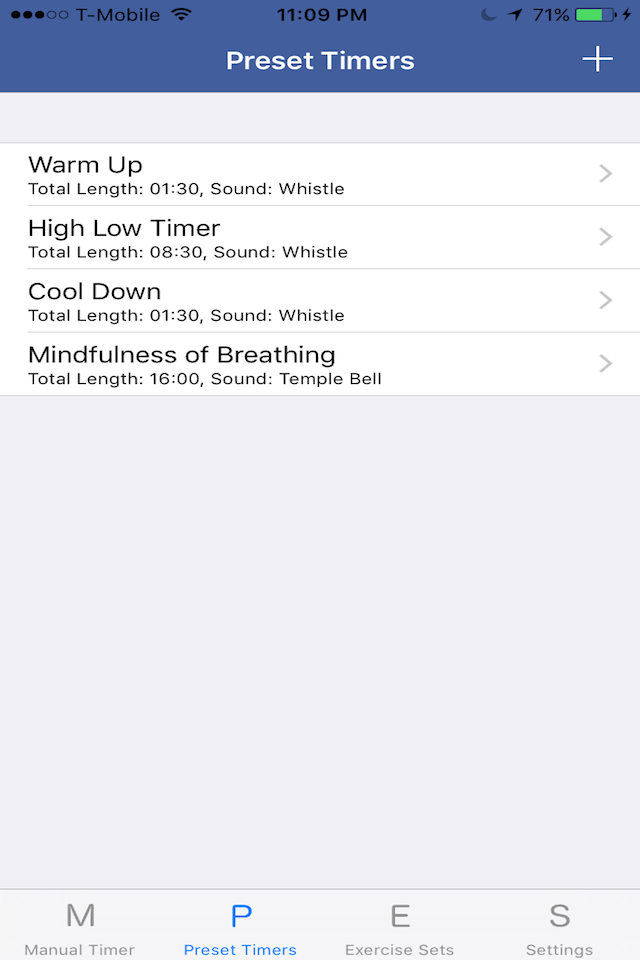 T-Mobile 11:09 PM 71%
Preset Timers +
Warm Up
Total Length: 01:30, Sound: Whistle
High Low Timer
Total Length: 08:30, Sound: Whistle
Cool Down
Total Length: 01:30, Sound: Whistle
Mindfulness of Breathing
Total Length: 16:00, Sound: Temple Bell
M P E S
Manual Timer Preset Timers Exercise Sets Settings